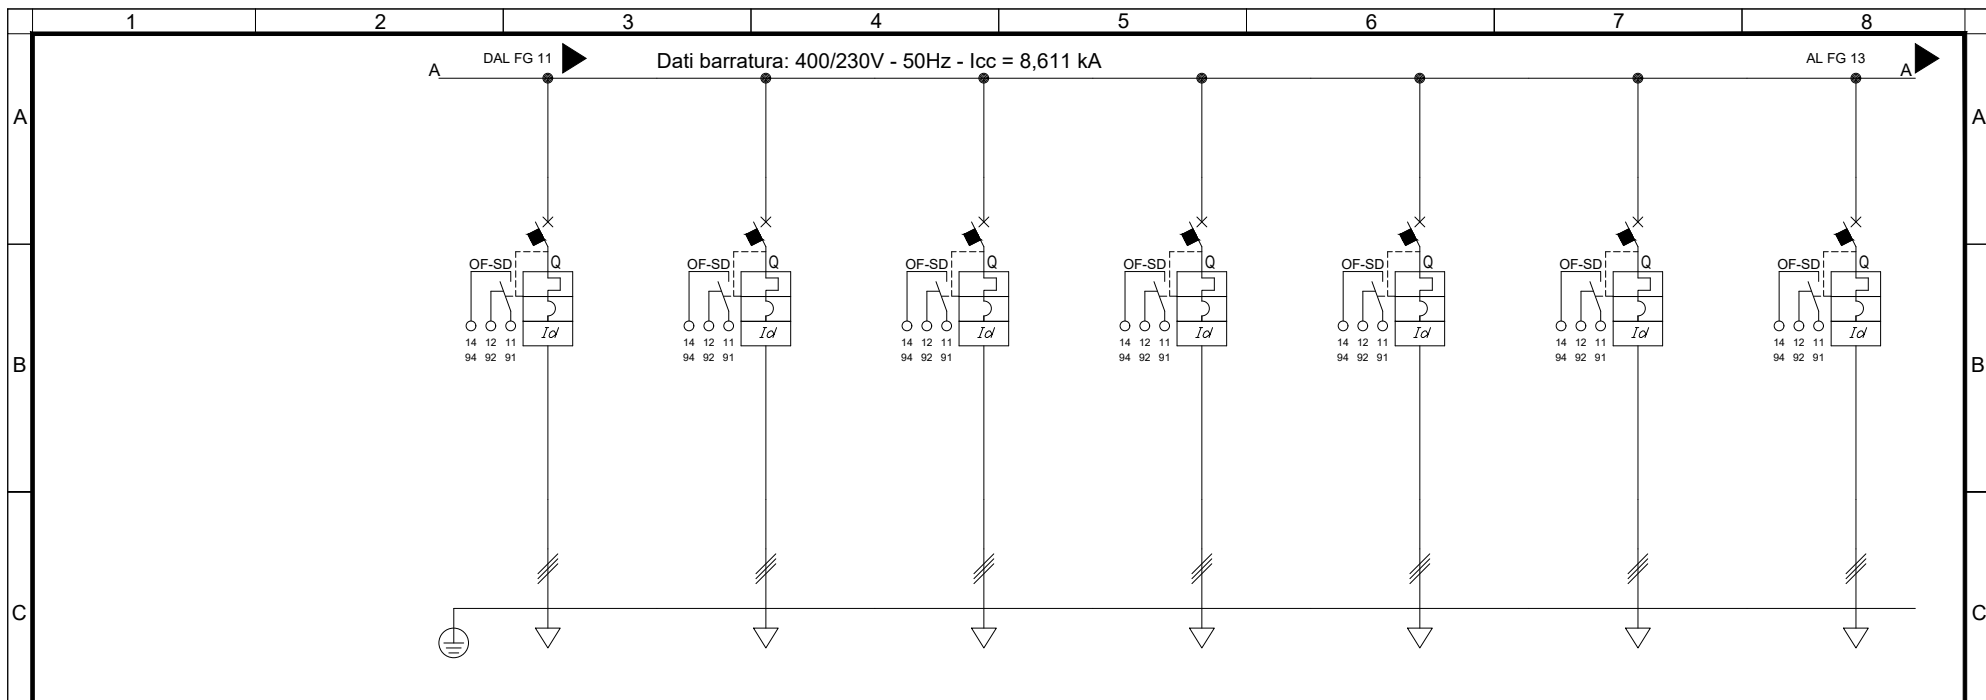 1 2 3 4 5 6 7 8
DAL FG 11 Dati barratura: 400/230V - 50Hz - Icc = 8,611 kA AL FG 13
A A
A A
OF-SD Q OF-SD Q OF-SD Q OF-SD Q OF-SD Q OF-SD Q OF-SD Q
Id Id Id Id Id Id Id
14 12 11 14 12 11 14 12 11 14 12 11 14 12 11 14 12 11 14 12 11
94 92 91 94 92 91 94 92 91 94 92 91 94 92 91 94 92 91 94 92 91
B B
C C